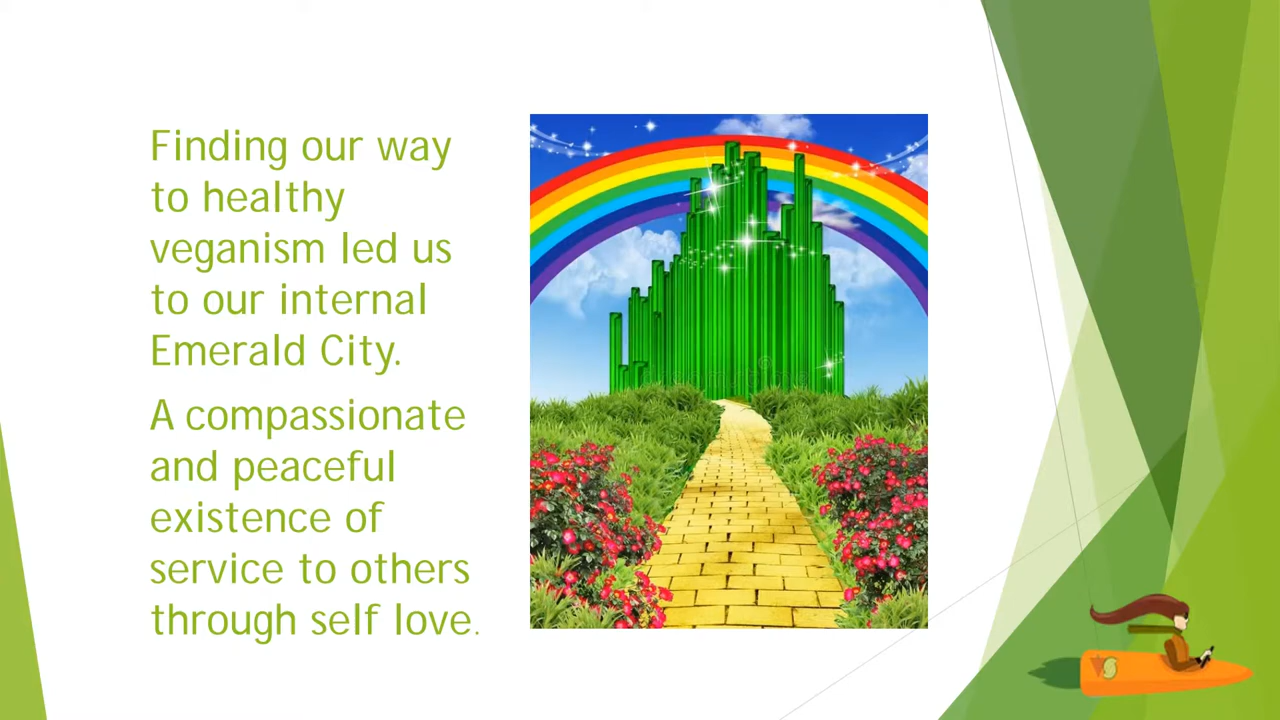 Finding our way
to healthy
veganism led us
to our internal
Emerald City.
A compassionate
and peaceful
existence of
service to others
through self love.
VS